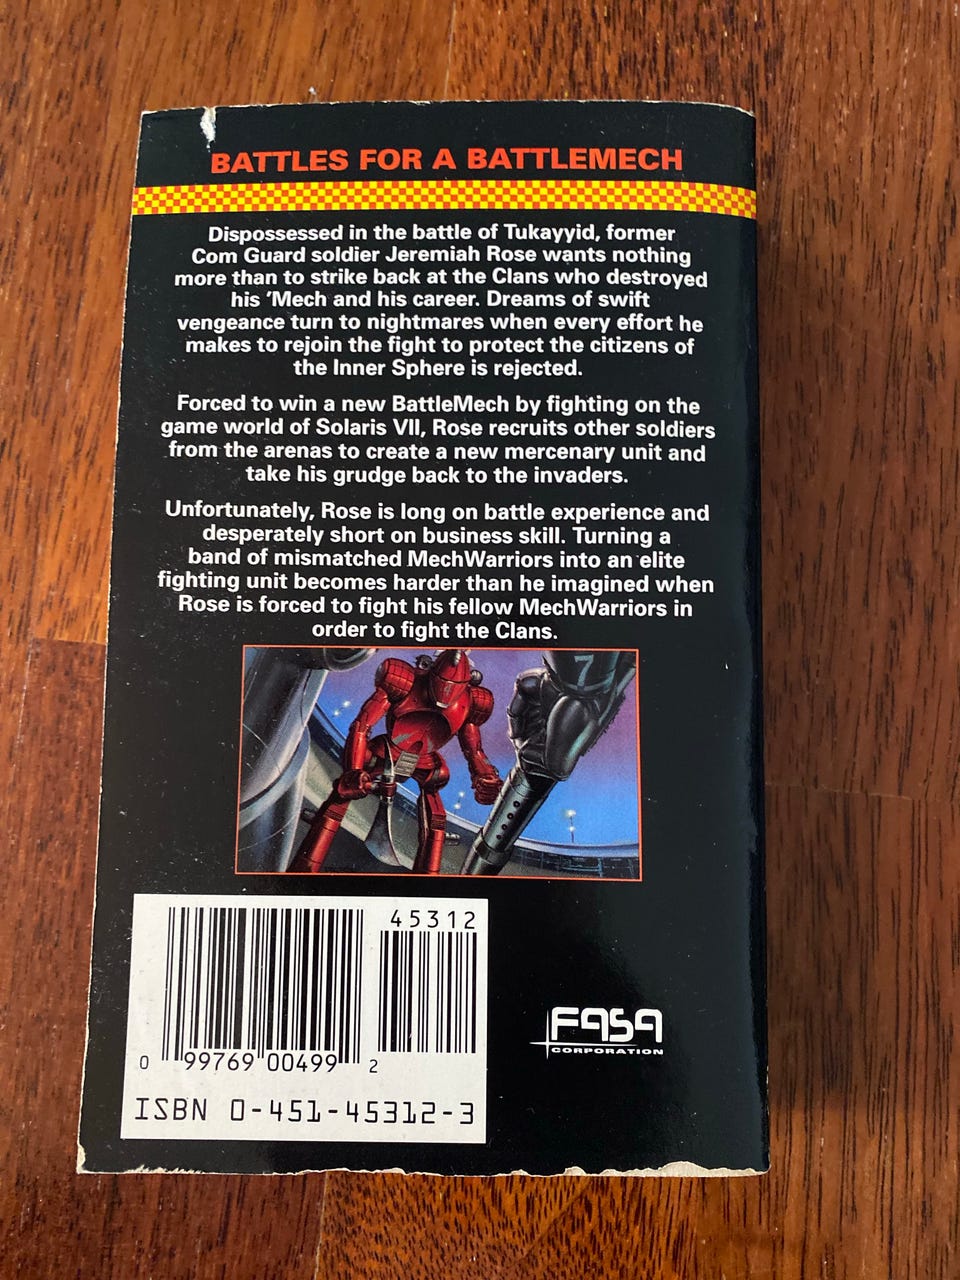 BATTLES FOR A BATTLEMECH
Dispossessed in the battle of Tukayyid, former
Com Guard soldier Jeremiah Rose wants nothing
more than to strike back at the Clans who destroyed
his 'Mech and his career. Dreams of swift
vengeance turn to nightmares when every effort he
makes to rejoin the fight to protect the citizens of
the Inner Sphere is rejected.
Forced to win a new BattleMech by fighting on the
game world of Solaris VII, Rose recruits other soldiers
from the arenas to create a new mercenary unit and
take his grudge back to the invaders.
Unfortunately, Rose is long on battle experience and
desperately short on business skill. Turning a
band of mismatched MechWarriors into an elite
fighting unit becomes harder than he imagined when
Rose is forced to fight his fellow MechWarriors in
order to fight the Clans.
7
45312
0 99769 00499 2
ISBN 0-451-45312-3
FASA
CORPORATION